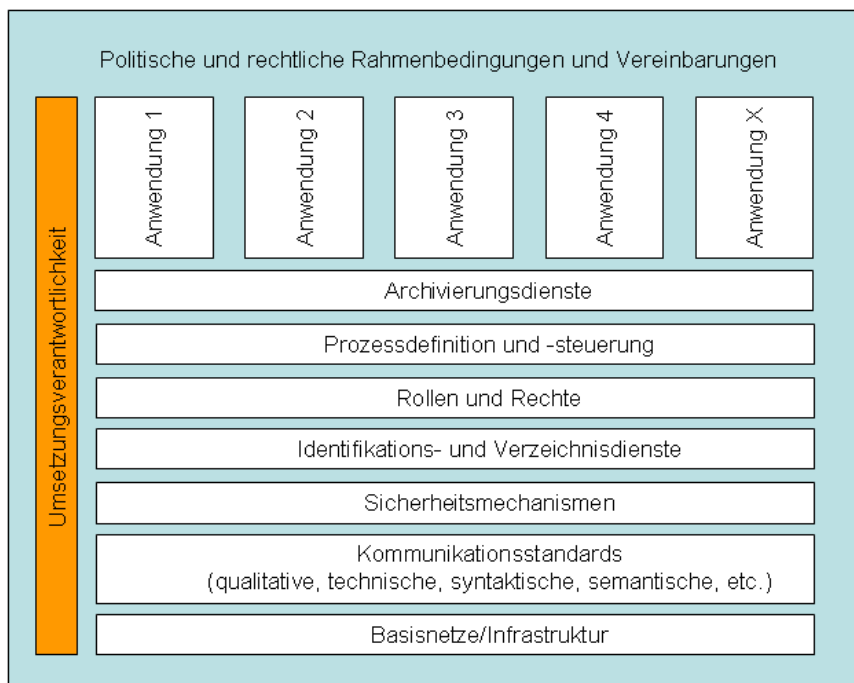 Politische und rechtliche Rahmenbedingungen und Vereinbarungen
Umsetzungsverantwortlichkeit
Anwendung 1
Anwendung 2
Anwendung 3
Anwendung 4
Anwendung X
Archivierungsdienste
Prozessdefinition und -steuerung
Rollen und Rechte
Identifikations- und Verzeichnisdienste
Sicherheitsmechanismen
Kommunikationsstandards
(qualitative, technische, syntaktische, semantische, etc.)
Basisnetze/Infrastruktur